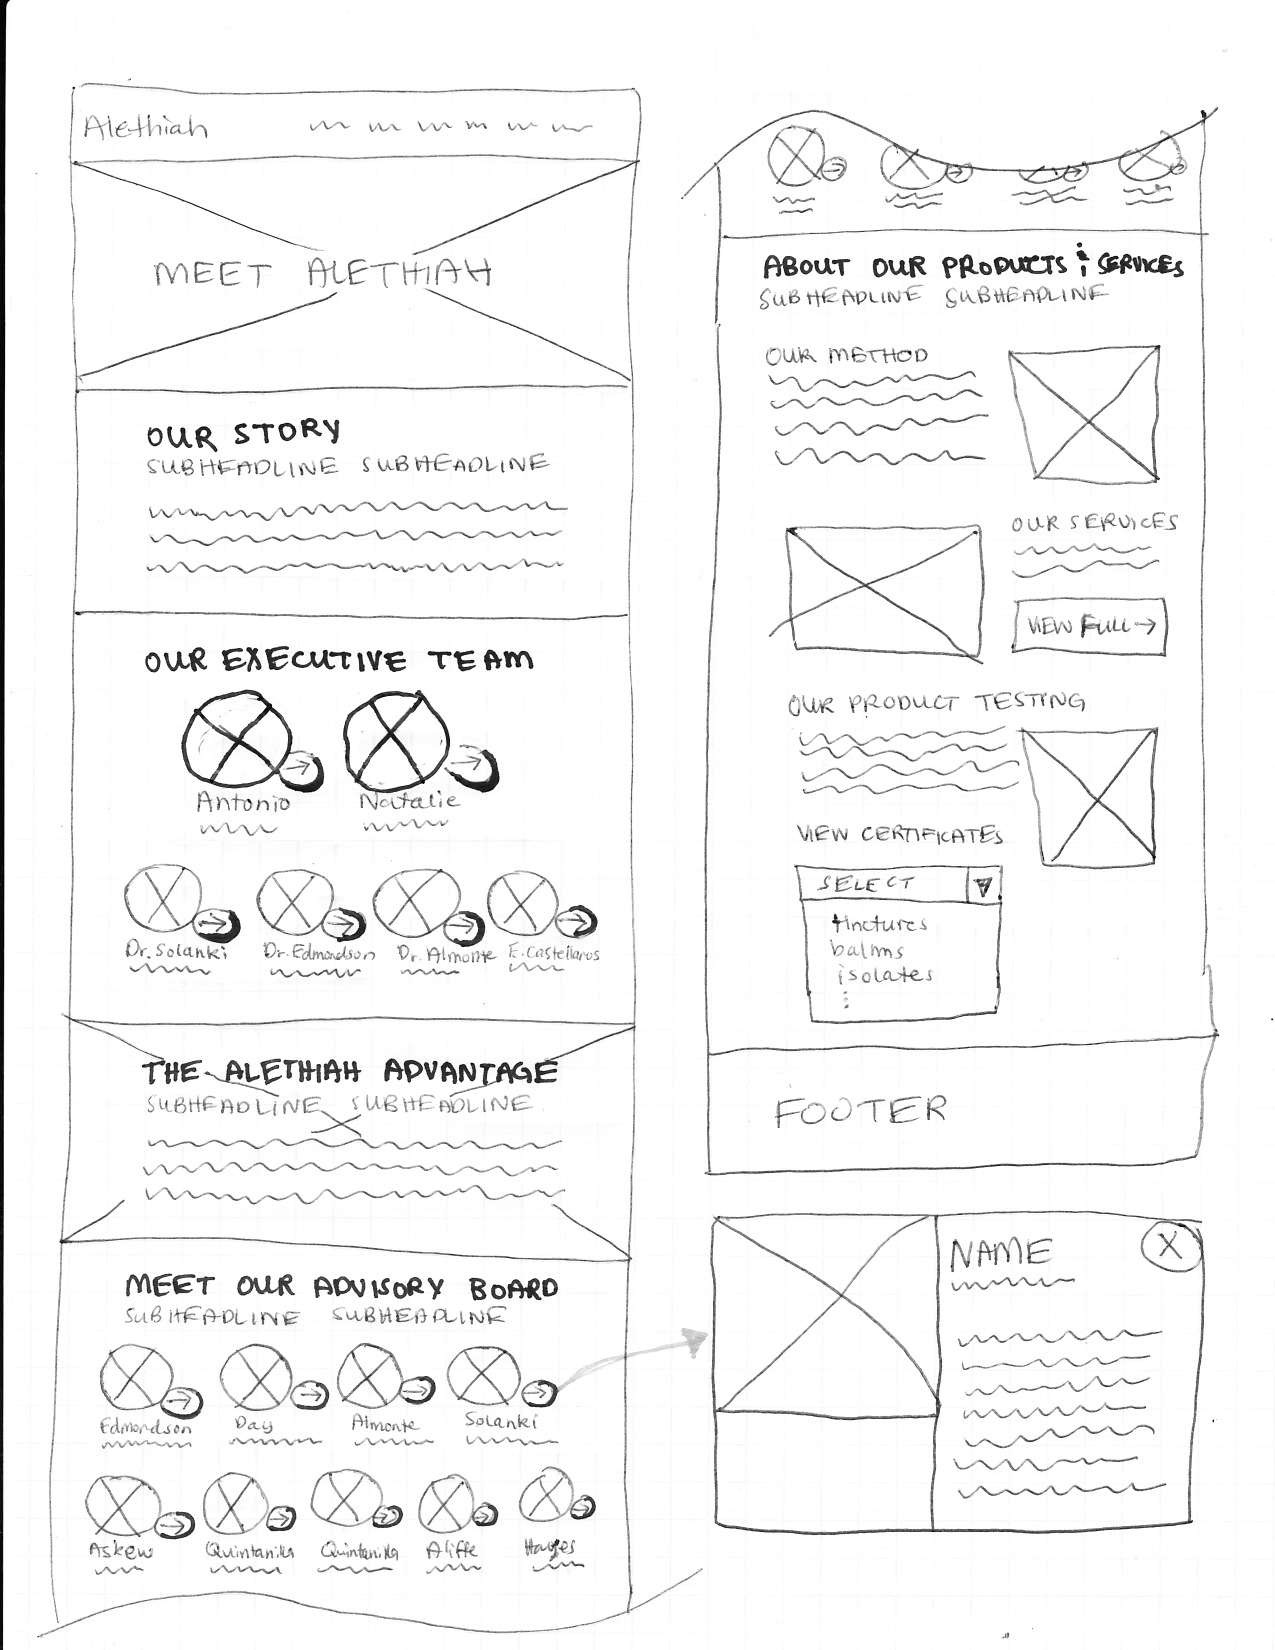 Alethiah
MEET ALETHIAH
OUR STORY
SUBHEADLINE SUBHEADLINE
OUR EXECUTIVE TEAM
Antonio Natalie
Dr. Solanki Dr. Edmondson Dr. Almonte E. Castellanos
THE ALETHIAH ADVANTAGE
SUBHEADLINE SUBHEADLINE
MEET OUR ADVISORY BOARD
SUBHEADLINE SUBHEADLINE
Edmondson Day Almonte Solanki
Askew Quintanilla Quintanilla Aliffe Hayes
ABOUT OUR PRODUCTS & SERVICES
SUBHEADLINE SUBHEADLINE
OUR METHOD
OUR SERVICES
VIEW FULL →
OUR PRODUCT TESTING
VIEW CERTIFICATES
SELECT
tinctures
balms
isolates
FOOTER
NAME
X